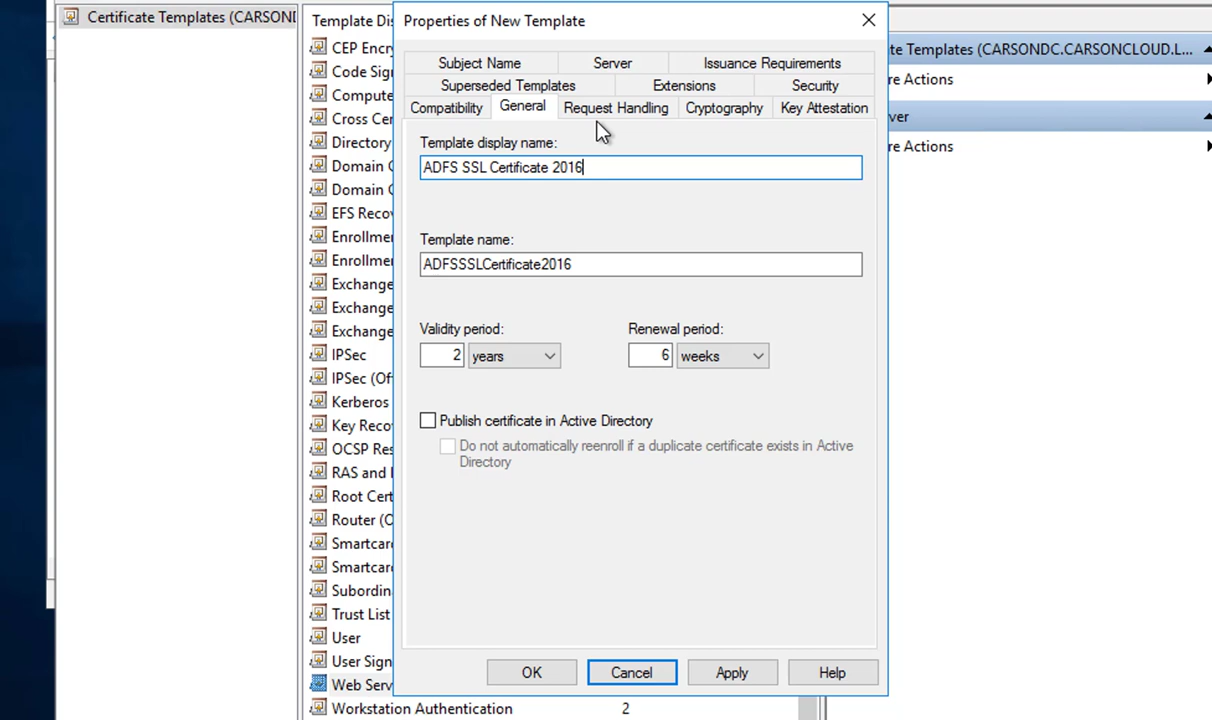 Certificate Templates (CARSOND
Template Dis
CEP Encry
Code Sign
Compute
Cross Cer
Directory
Domain C
Domain C
EFS Reco
Enrollme
Enrollme
Exchange
Exchange
Exchange
IPSec
IPSec (Of
Kerberos
Key Reco
OCSP Res
RAS and I
Root Cert
Router (O
Smartcar
Smartcar
Subordin
Trust List
User
User Sign
Web Serv
Workstation Authentication 2
Properties of New Template
Subject Name Server Issuance Requirements
Superseded Templates Extensions Security
Compatibility General Request Handling Cryptography Key Attestation
Template display name:
ADFS SSL Certificate 2016
Template name:
ADFSSSLCertificate2016
Validity period: Renewal period:
2 years 6 weeks
Publish certificate in Active Directory
Do not automatically reenroll if a duplicate certificate exists in Active
Directory
OK Cancel Apply Help
te Templates (CARSONDC.CARSONCLOUD.L...
re Actions
rver
re Actions